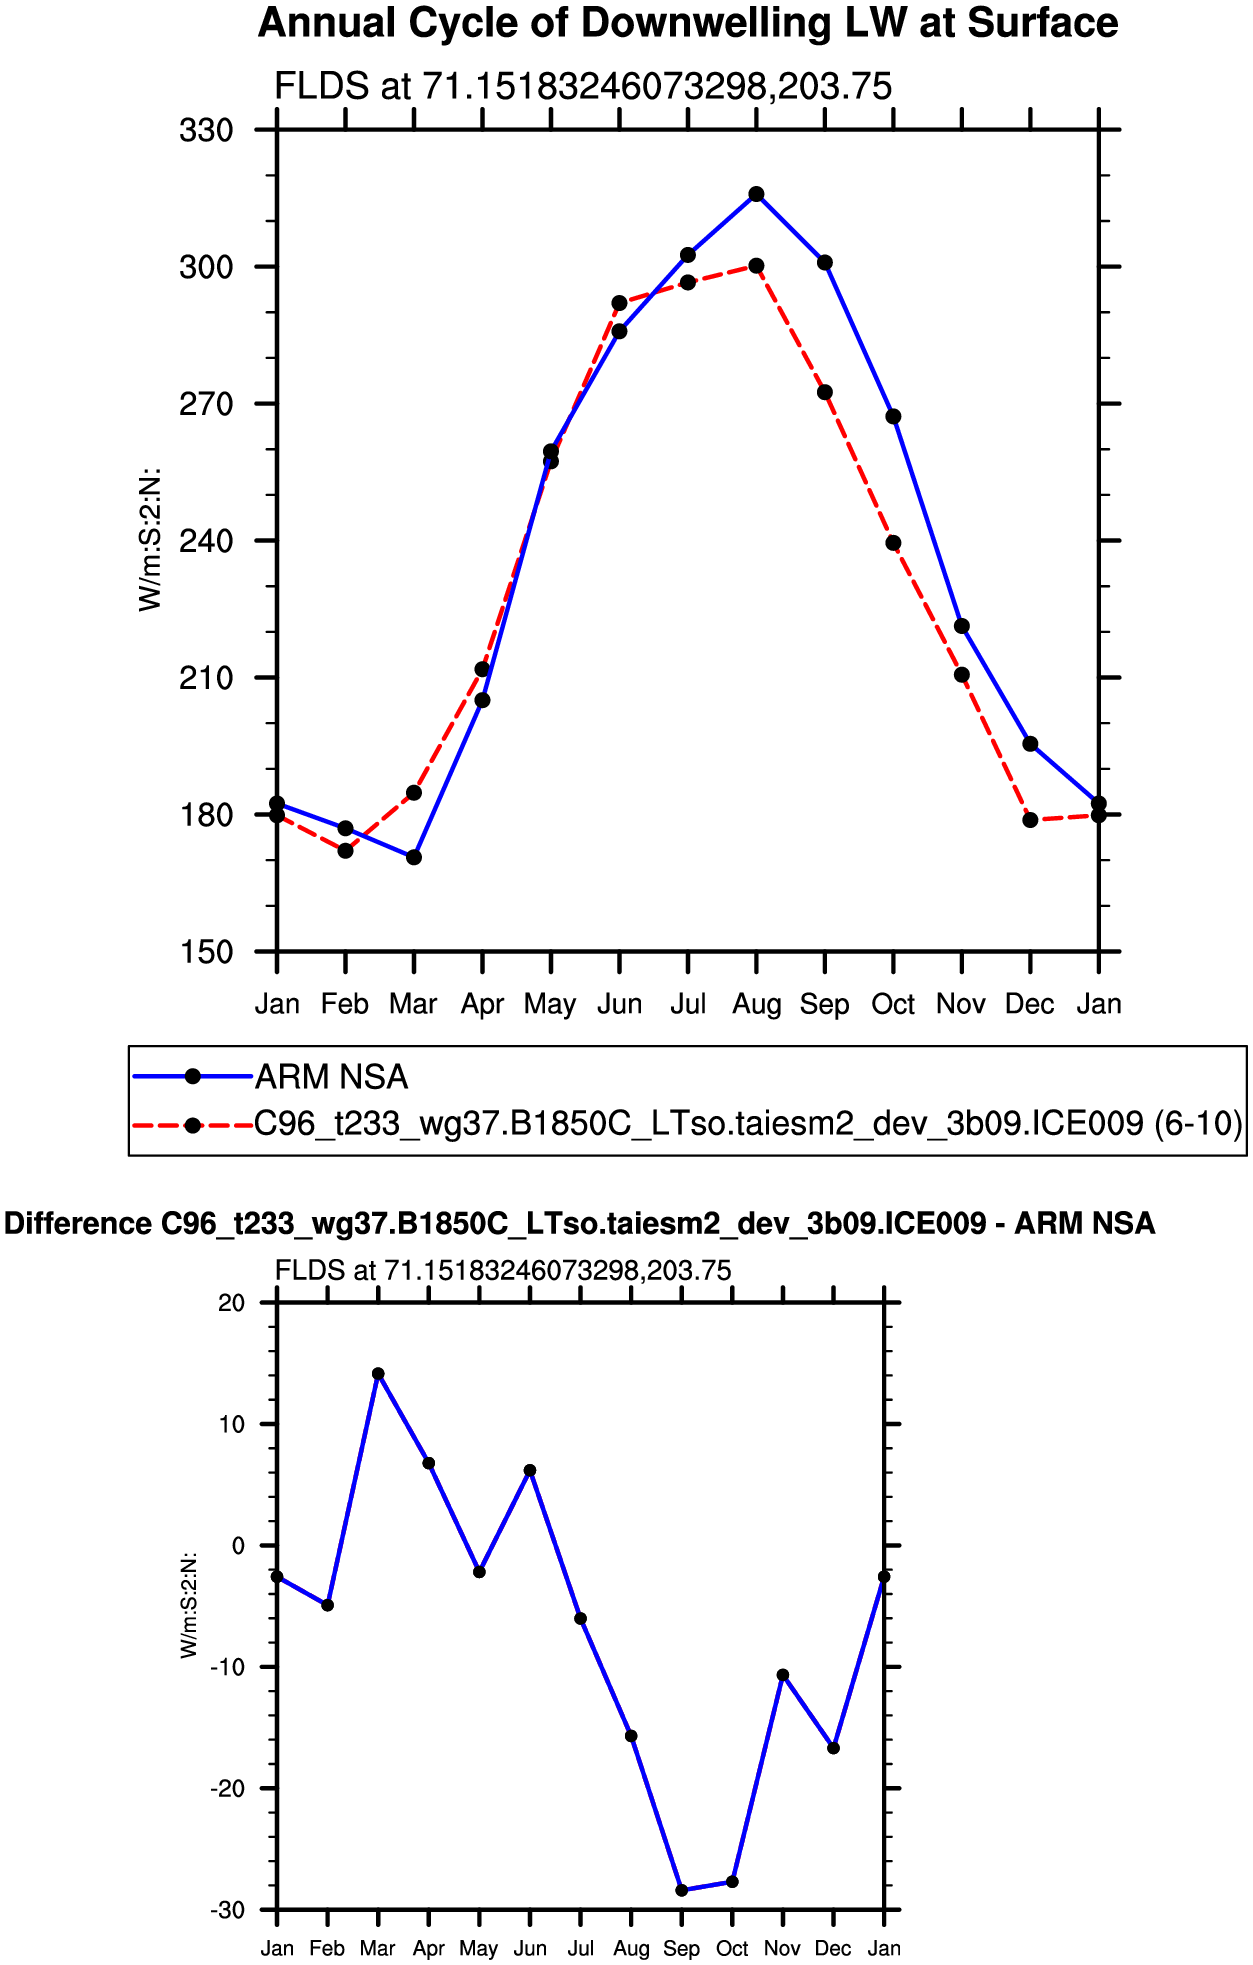 Annual Cycle of Downwelling LW at Surface
FLDS at 71.15183246073298,203.75
330
300
270
240
210
180
150
W/m:S:2:N:
Jan Feb Mar Apr May Jun Jul Aug Sep Oct Nov Dec Jan
ARM NSA
C96_t233_wg37.B1850C_LTso.taiesm2_dev_3b09.ICE009 (6-10)
Difference C96_t233_wg37.B1850C_LTso.taiesm2_dev_3b09.ICE009 - ARM NSA
FLDS at 71.15183246073298,203.75
20
10
0
-10
-20
-30
W/m:S:2:N:
Jan Feb Mar Apr May Jun Jul Aug Sep Oct Nov Dec Jan